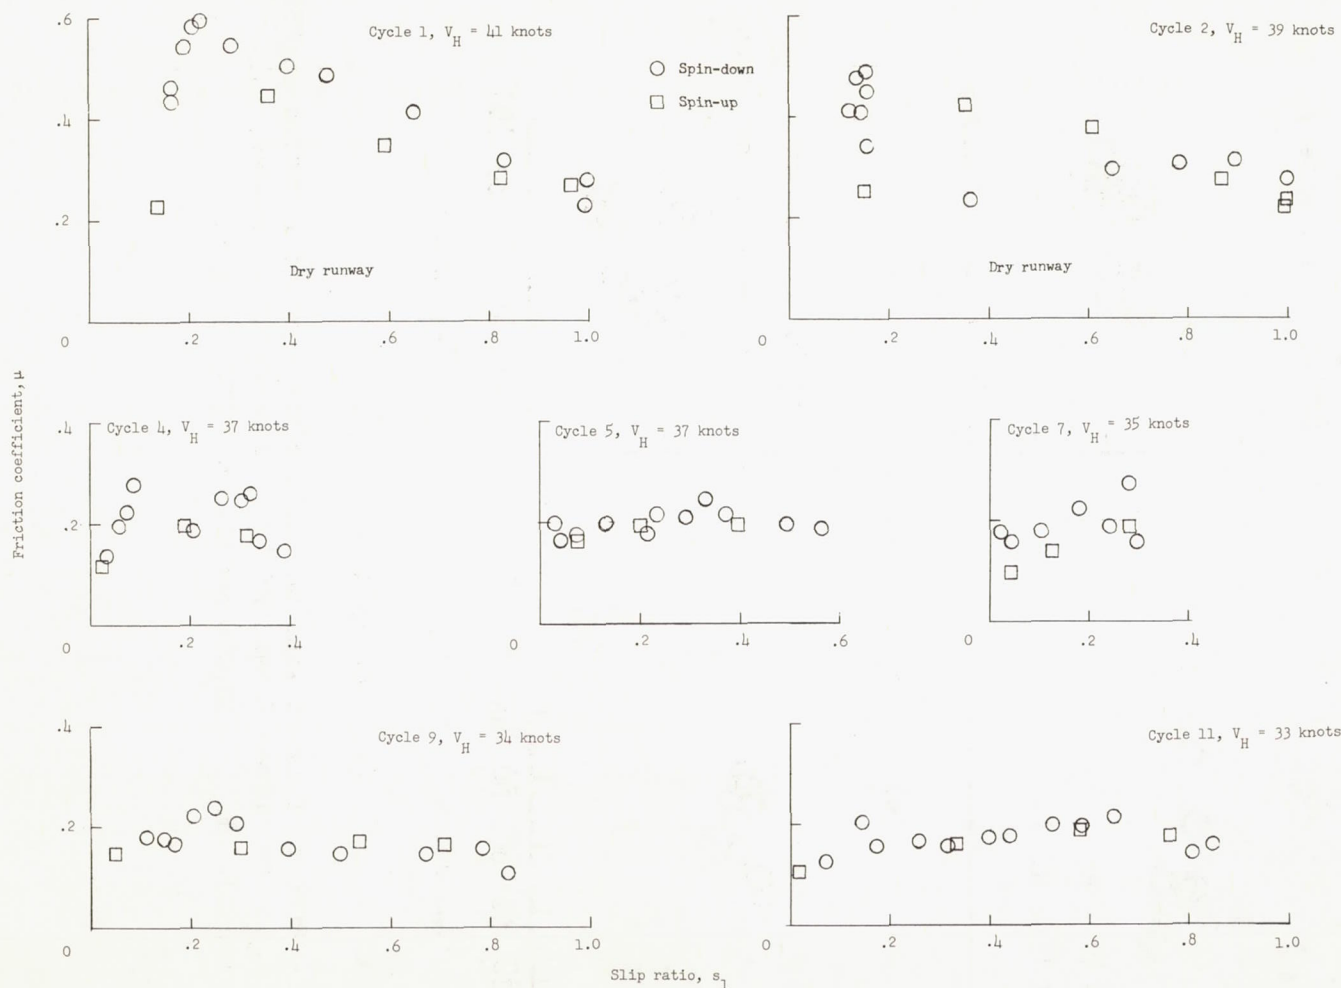 Cycle 1, V_H = 41 knots
Cycle 2, V_H = 39 knots
○ Spin-down
□ Spin-up
.6
.4
.2
Dry runway
Dry runway
0 .2 .4 .6 .8 1.0
0 .2 .4 .6 .8 1.0
Friction coefficient, μ
Cycle 4, V_H = 37 knots
Cycle 5, V_H = 37 knots
Cycle 7, V_H = 35 knots
.4
.2
0 .2 .4
0 .2 .4 .6
0 .2 .4
Cycle 9, V_H = 34 knots
Cycle 11, V_H = 33 knots
.4
.2
0 .2 .4 .6 .8 1.0
0 .2 .4 .6 .8 1.0
Slip ratio, s_1